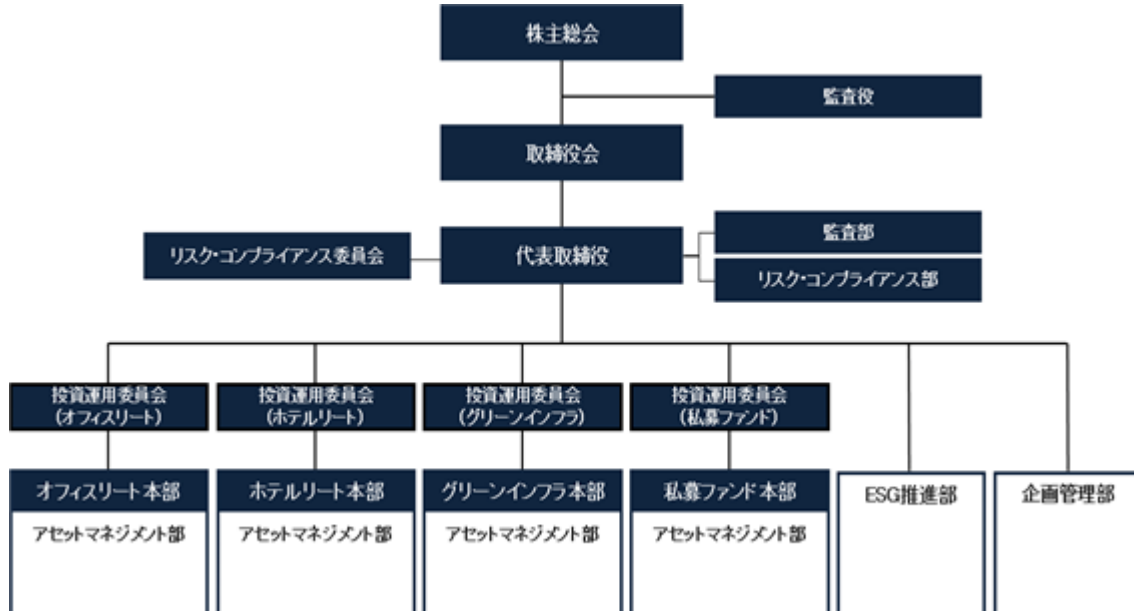 株主総会
監査役
取締役会
リスク・コンプライアンス委員会
代表取締役
監査部
リスク・コンプライアンス部
投資運用委員会
(オフィスリート)
投資運用委員会
(ホテルリート)
投資運用委員会
(グリーンインフラ)
投資運用委員会
(私募ファンド)
オフィスリート本部
アセットマネジメント部
ホテルリート本部
アセットマネジメント部
グリーンインフラ本部
アセットマネジメント部
私募ファンド本部
アセットマネジメント部
ESG推進部
企画管理部